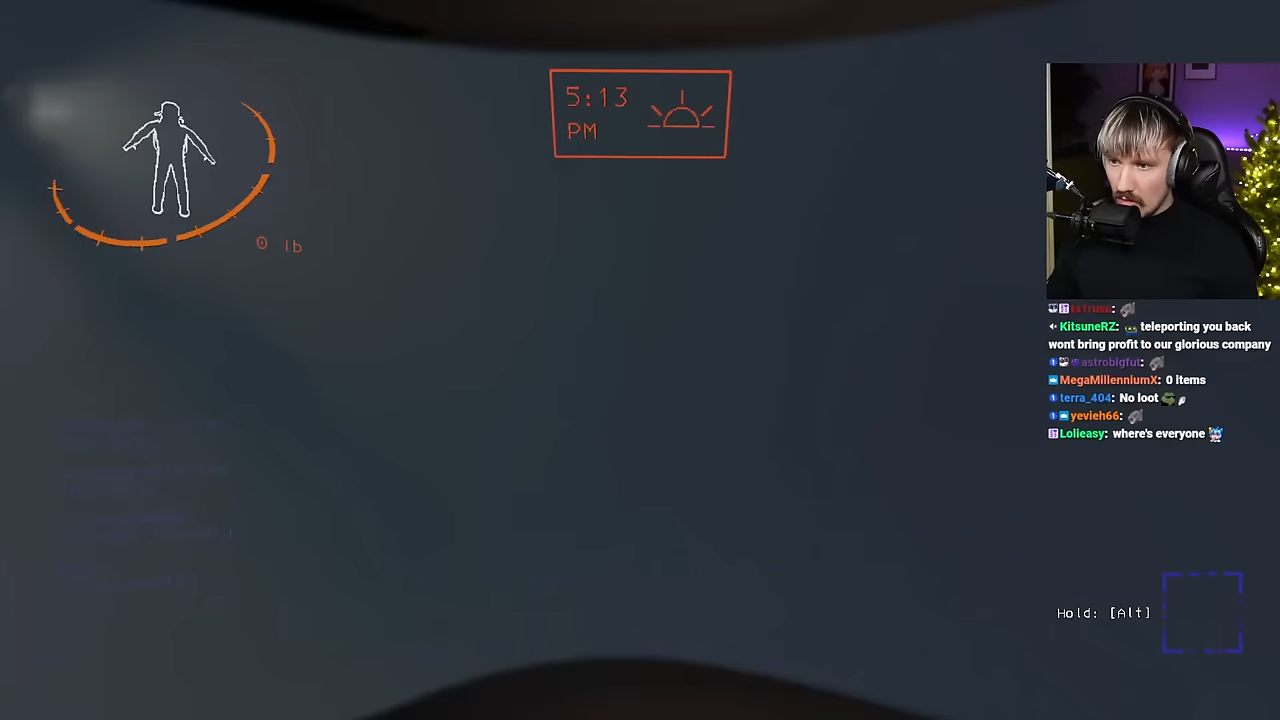 5:13
PM
0 lb
KitsuneRZ: teleporting you back
wont bring profit to our glorious company
astrobigfut:
MegaMillenniumX: 0 items
terra_404: No loot
yevieh66:
Lolieasy: where's everyone
Hold: [Alt]